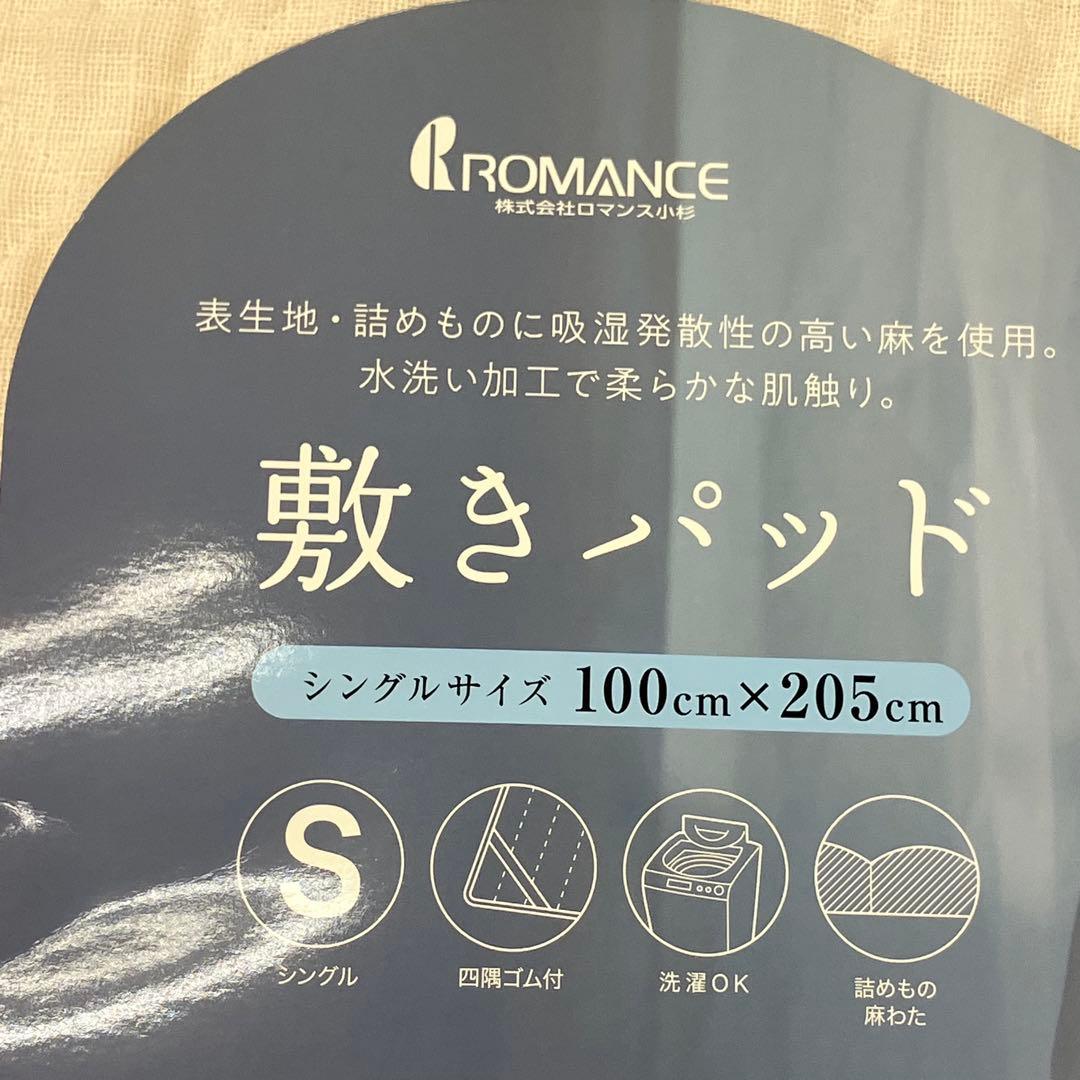 ROMANCE
株式会社ロマンス小杉
表生地・詰めものに吸湿発散性の高い麻を使用。
水洗い加工で柔らかな肌触り。
敷きパッド
シングルサイズ 100cm×205cm
S
シングル
四隅ゴム付
洗濯OK
詰めもの
麻わた